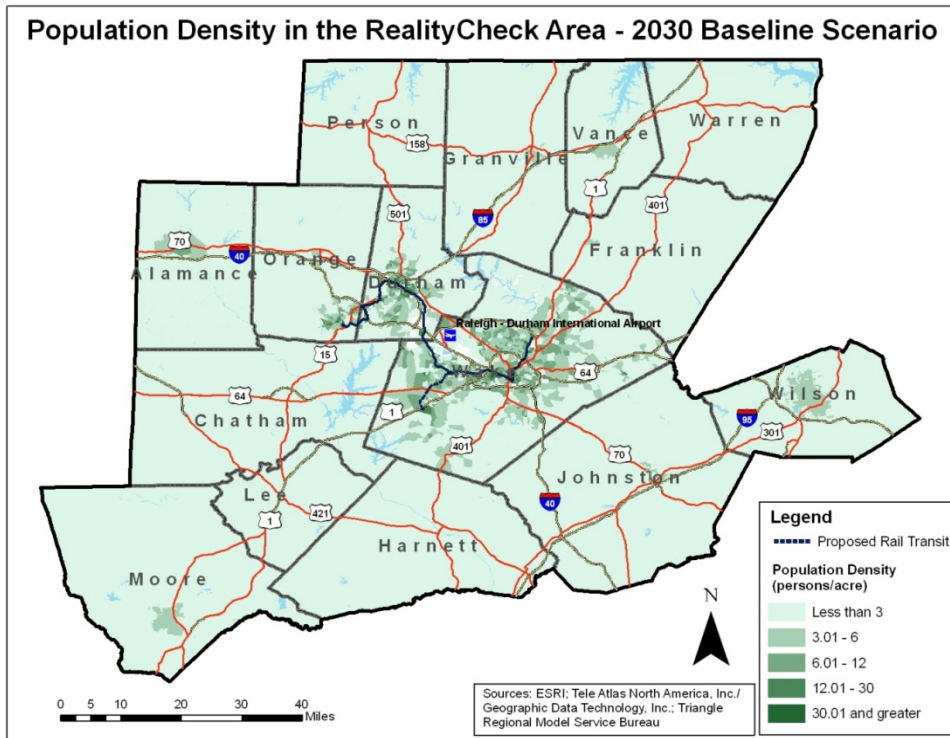 Population Density in the RealityCheck Area - 2030 Baseline Scenario
Person
Warren
Vance
158
Granville
1
501
401
85
70
40
Franklin
Orange
Alamance
Durham
Raleigh - Durham International Airport
15
Wake
64
Wilson
64
1
95
Chatham
301
401
70
Johnston
Lee
421
40
1
Harnett
Moore
Legend
Proposed Rail Transit
Population Density
(persons/acre)
Less than 3
3.01 - 6
6.01 - 12
12.01 - 30
30.01 and greater
N
0 5 10 20 30 40
Miles
Sources: ESRI; Tele Atlas North America, Inc./
Geographic Data Technology, Inc.; Triangle
Regional Model Service Bureau